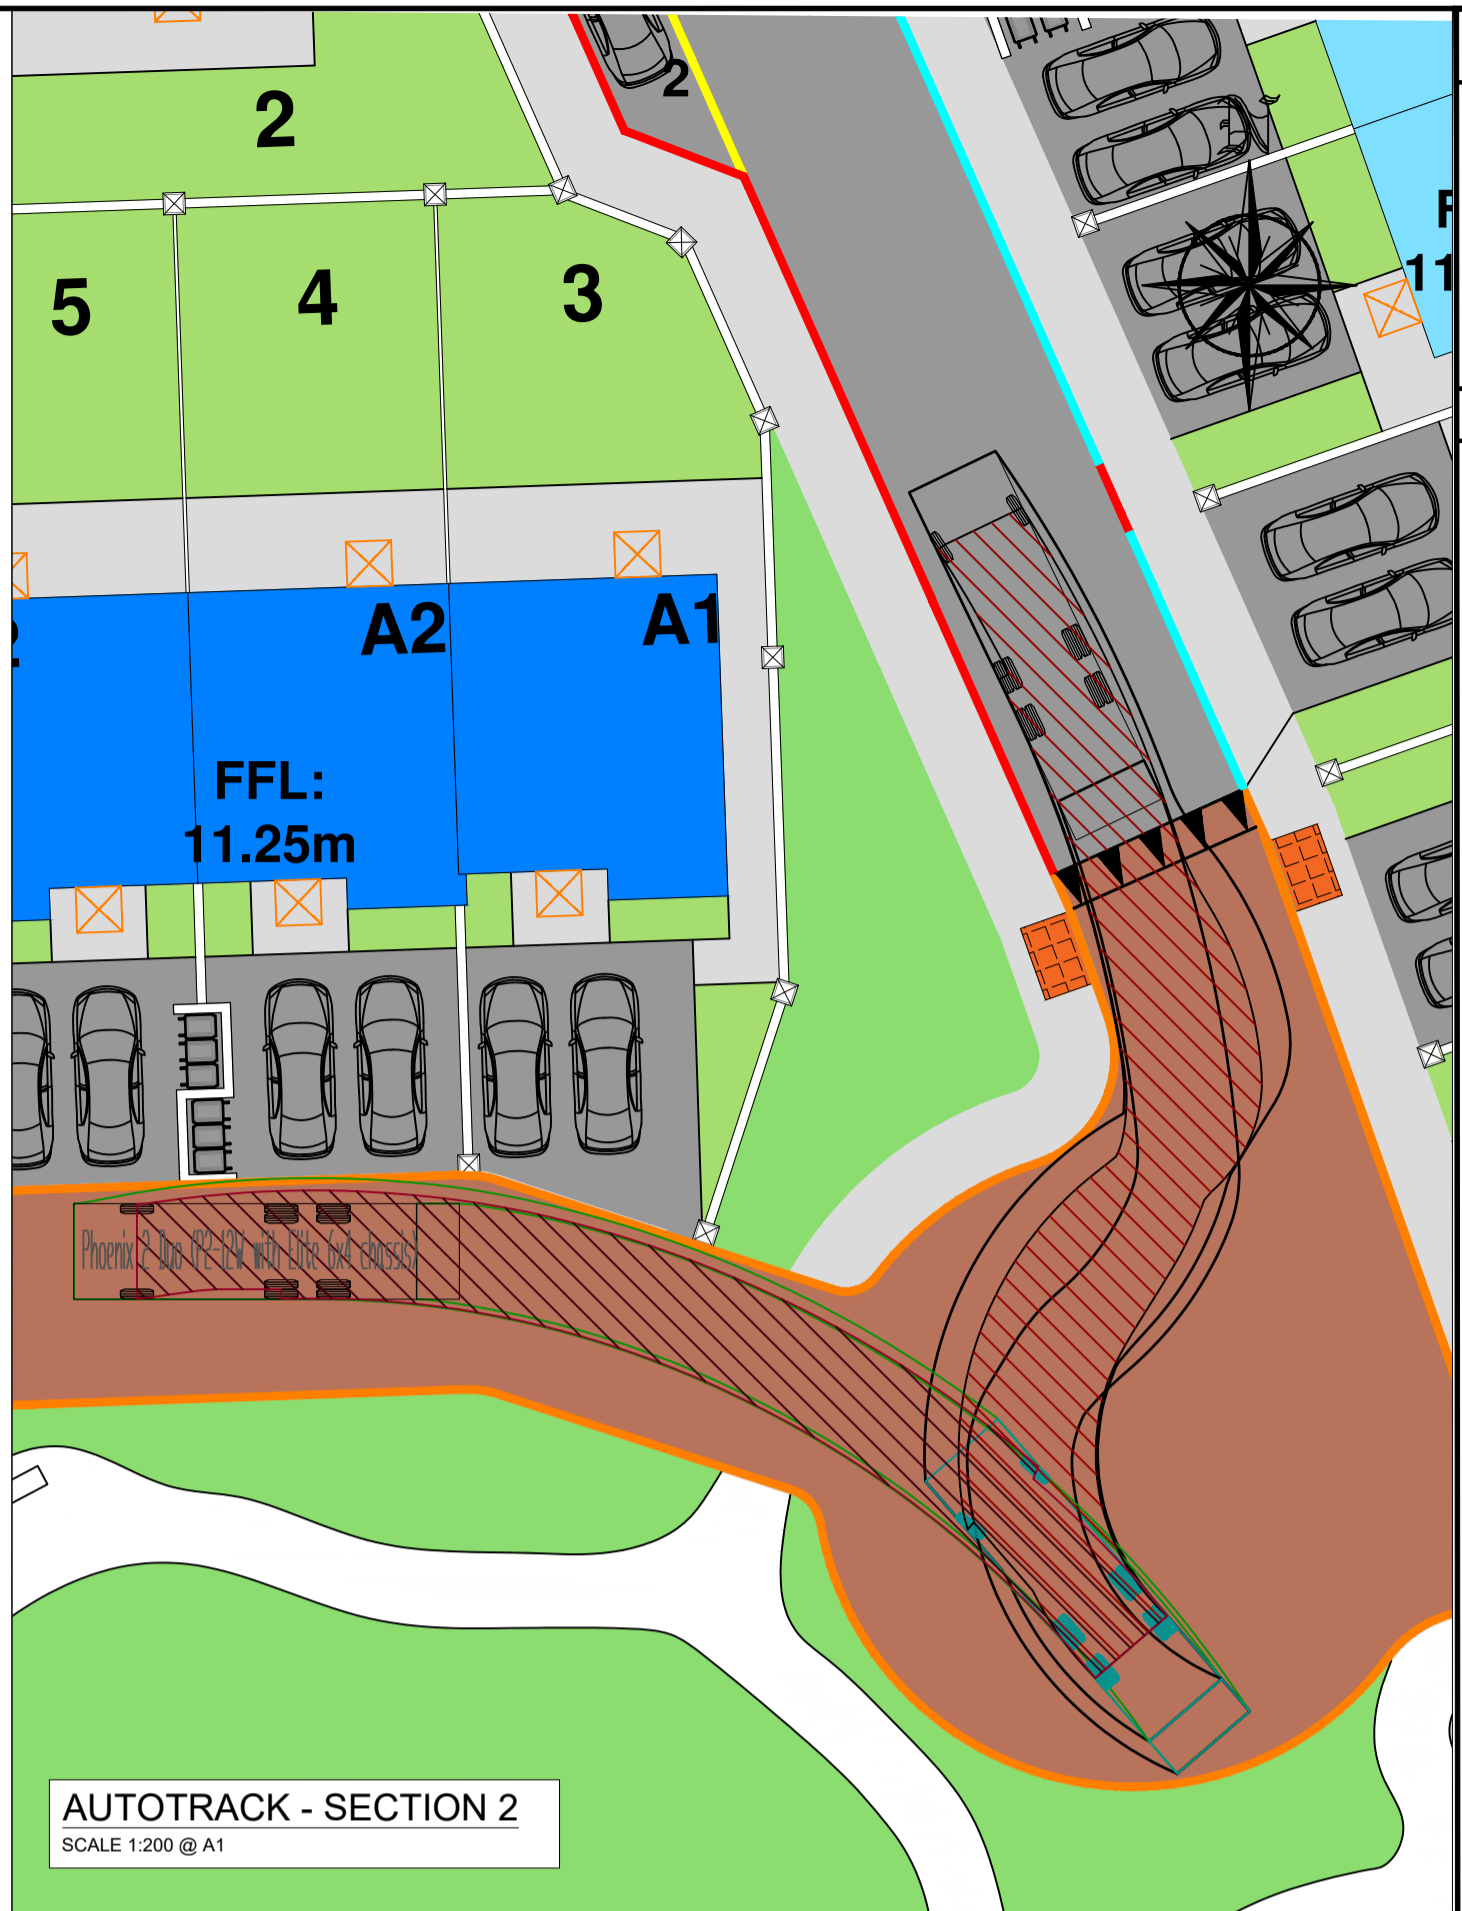 2
2
5
4
3
11
A2
A1
FFL:
11.25m
Phoenix 2 Duo (P2-12W with Elite 6x4 chassis)
AUTOTRACK - SECTION 2
SCALE 1:200 @ A1